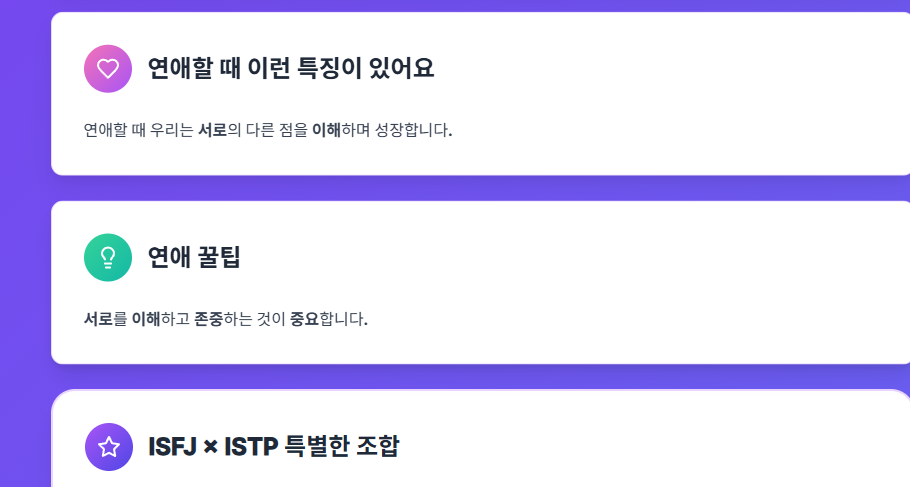 연애할 때 이런 특징이 있어요
연애할 때 우리는 서로의 다른 점을 이해하며 성장합니다.
연애 꿀팁
서로를 이해하고 존중하는 것이 중요합니다.
ISFJ × ISTP 특별한 조합